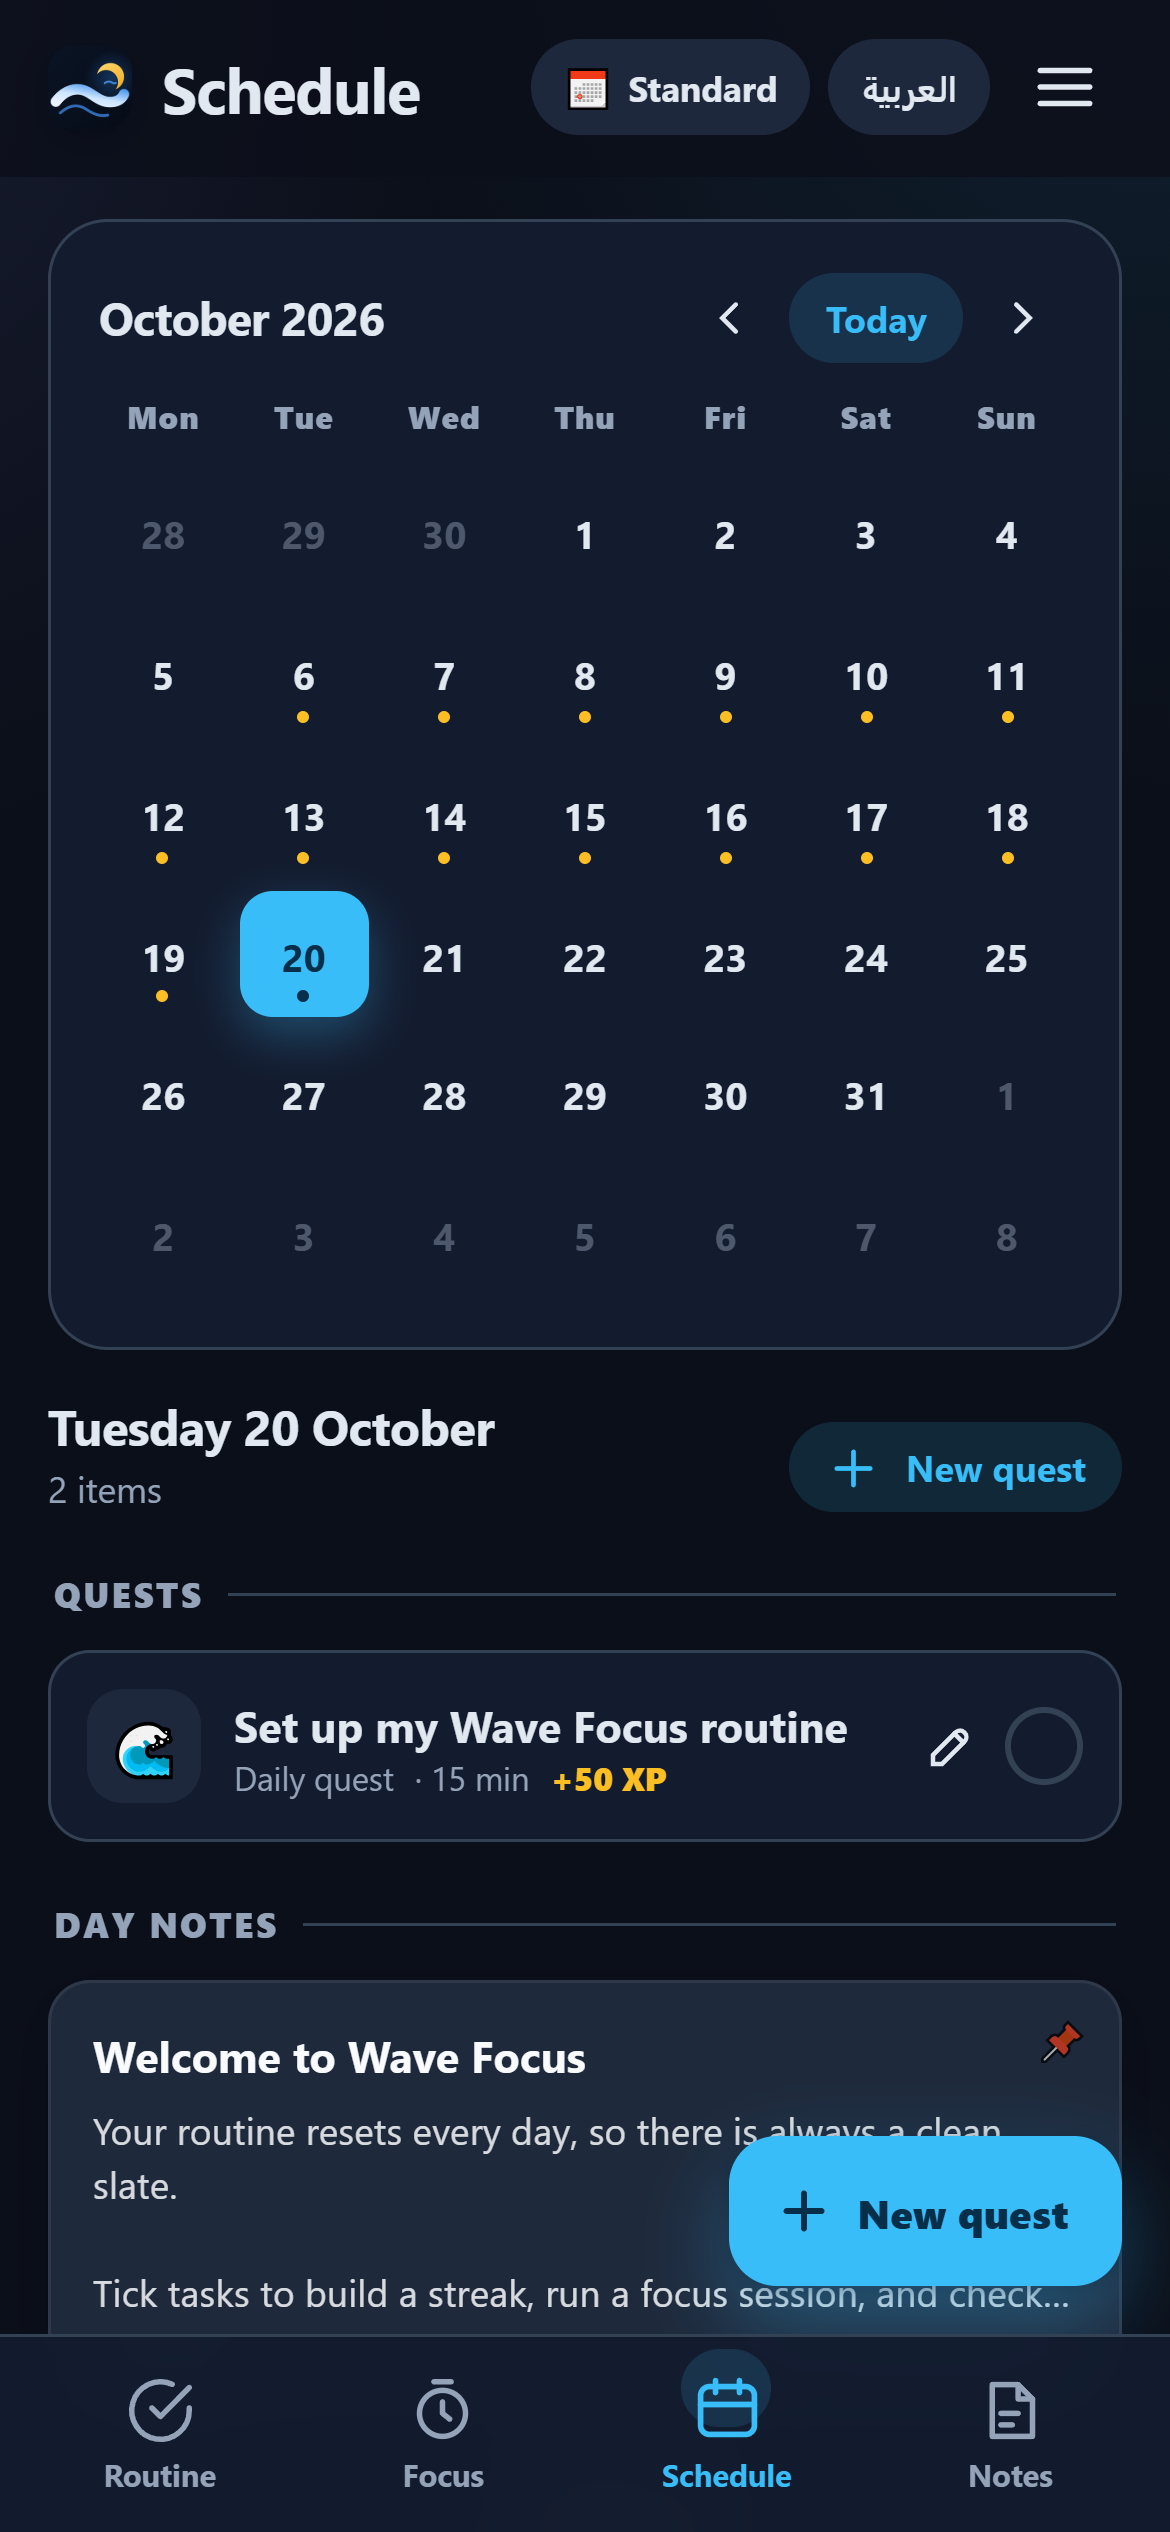 Schedule
Standard
العربية
October 2026
Today
Mon Tue Wed Thu Fri Sat Sun
28 29 30 1 2 3 4
5 6 7 8 9 10 11
12 13 14 15 16 17 18
19 20 21 22 23 24 25
26 27 28 29 30 31 1
2 3 4 5 6 7 8
Tuesday 20 October
2 items
+ New quest
QUESTS
Set up my Wave Focus routine
Daily quest · 15 min +50 XP
DAY NOTES
Welcome to Wave Focus
Your routine resets every day, so there is always a clean
slate.
+ New quest
Tick tasks to build a streak, run a focus session, and check...
Routine
Focus
Schedule
Notes